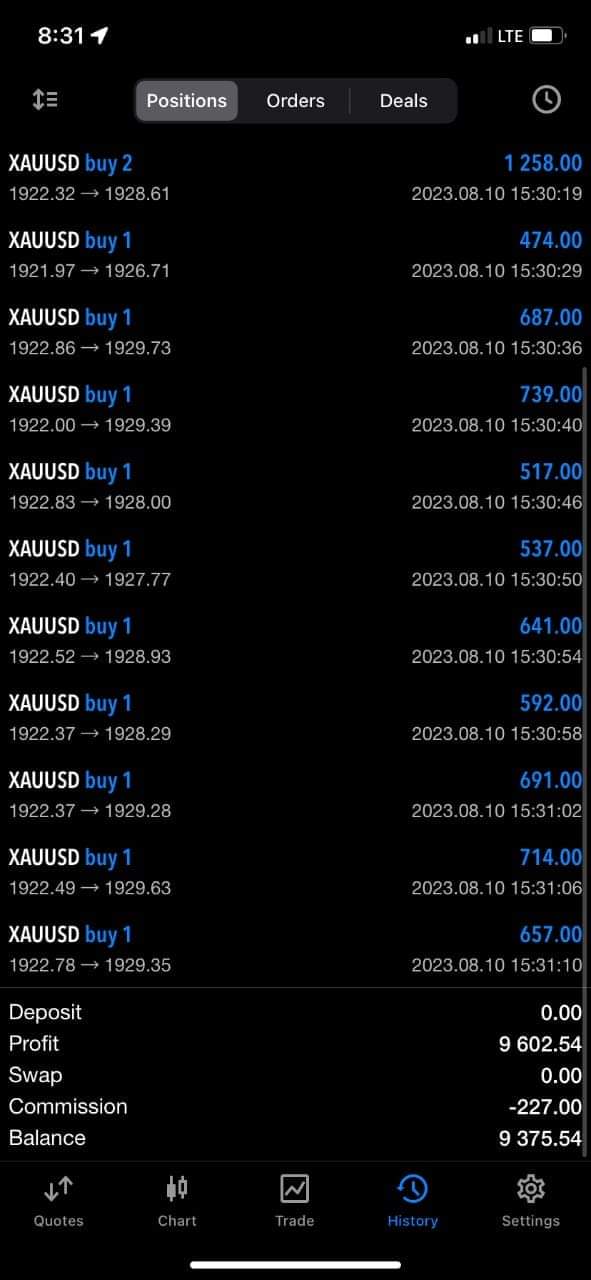 8:31 LTE
Positions Orders Deals
XAUUSD buy 2 1 258.00
1922.32 → 1928.61 2023.08.10 15:30:19
XAUUSD buy 1 474.00
1921.97 → 1926.71 2023.08.10 15:30:29
XAUUSD buy 1 687.00
1922.86 → 1929.73 2023.08.10 15:30:36
XAUUSD buy 1 739.00
1922.00 → 1929.39 2023.08.10 15:30:40
XAUUSD buy 1 517.00
1922.83 → 1928.00 2023.08.10 15:30:46
XAUUSD buy 1 537.00
1922.40 → 1927.77 2023.08.10 15:30:50
XAUUSD buy 1 641.00
1922.52 → 1928.93 2023.08.10 15:30:54
XAUUSD buy 1 592.00
1922.37 → 1928.29 2023.08.10 15:30:58
XAUUSD buy 1 691.00
1922.37 → 1929.28 2023.08.10 15:31:02
XAUUSD buy 1 714.00
1922.49 → 1929.63 2023.08.10 15:31:06
XAUUSD buy 1 657.00
1922.78 → 1929.35 2023.08.10 15:31:10
Deposit 0.00
Profit 9 602.54
Swap 0.00
Commission -227.00
Balance 9 375.54
Quotes Chart Trade History Settings